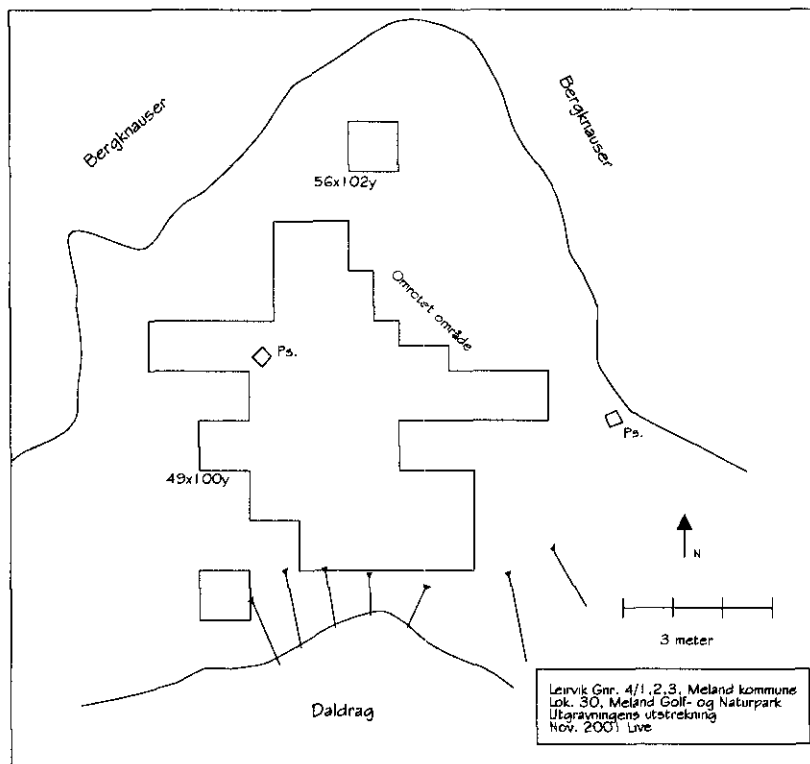 Bergknauser
Bergknauser
56x102y
Omrotet område
Ps.
Ps.
49x100y
N
3 meter
Daldrag
Leirvik Gnr. 4/1,2,3, Meland kommune
Lok. 30, Meland Golf- og Naturpark
Utgravningens utstrekning
Nov. 2001 Live